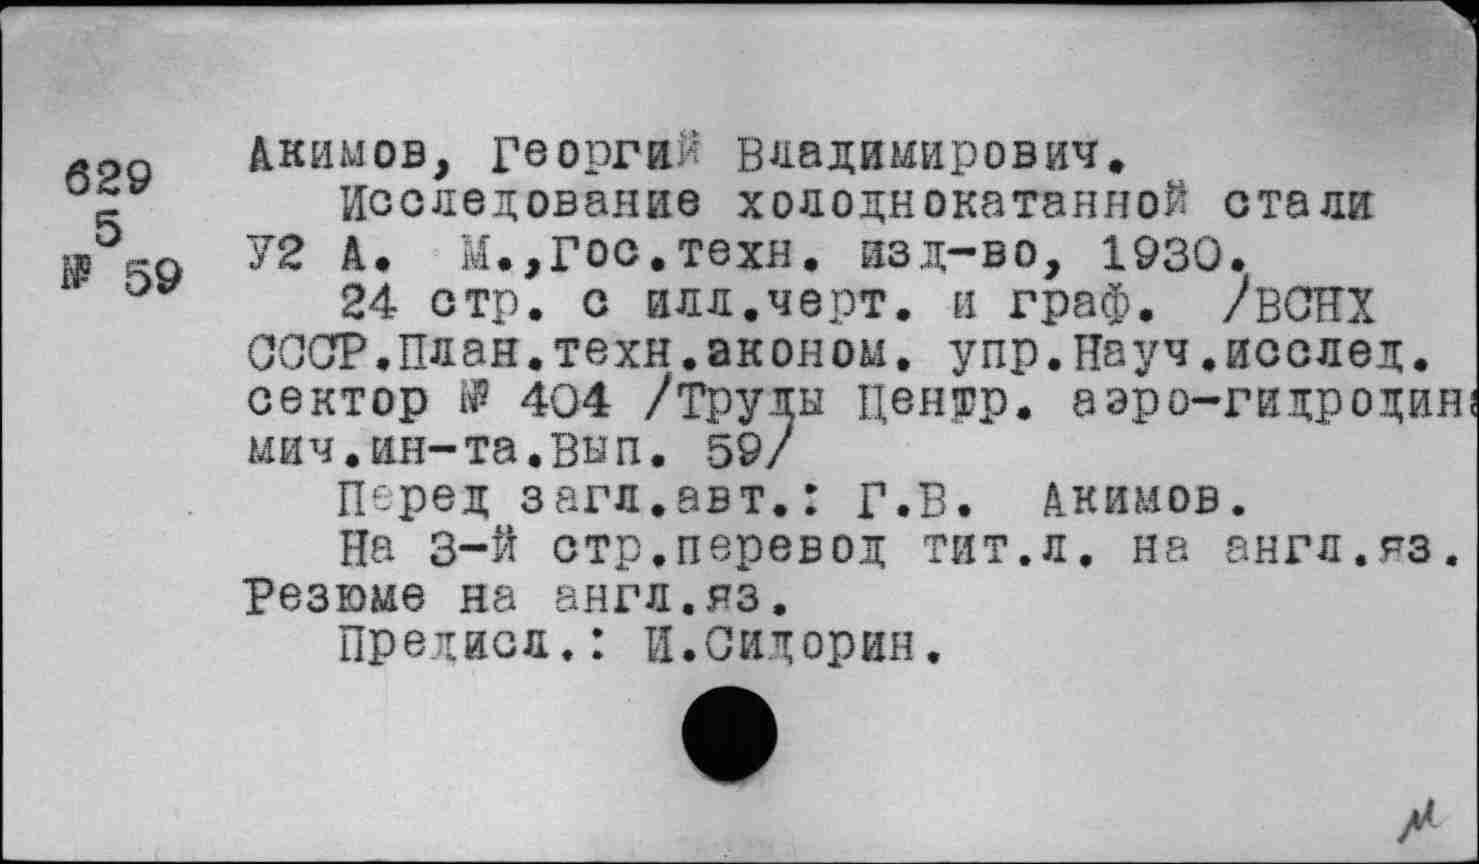 629
5
№ 59
Акимов, Георгий Владимирович.
Исследование холоднокатанной стали
У2 А. М.,Гос.техн. изд-во, 1930.
24 стр. с илл.черт. и граф. /ВСНХ
СССР.План.техн.аконом. упр.Науч.исслед.
сектор № 404 /Труды Центр. аэро-гидродин
мич.ин-та.Вып. 59/
Перед загл.авт.: Г.В. Акимов.
На 3-й стр.перевод тит.л. на англ.яз.
Резюме на англ.яз.
Предисл.: И.Сидорин.